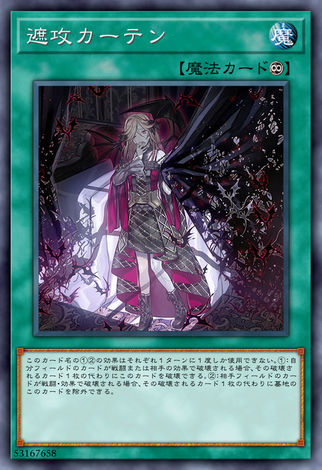 遮攻カーテン
魔
【魔法カード】
このカード名の①②の効果はそれぞれ1ターンに1度しか使用できない。①:自
分フィールドのカードが戦闘または相手の効果で破壊される場合、その破壊さ
れるカード1枚の代わりにこのカードを破壊できる。②:相手フィールドのカー
ドが戦闘・効果で破壊される場合、その破壊されるカード1枚の代わりに墓地の
このカードを除外できる。
53167658